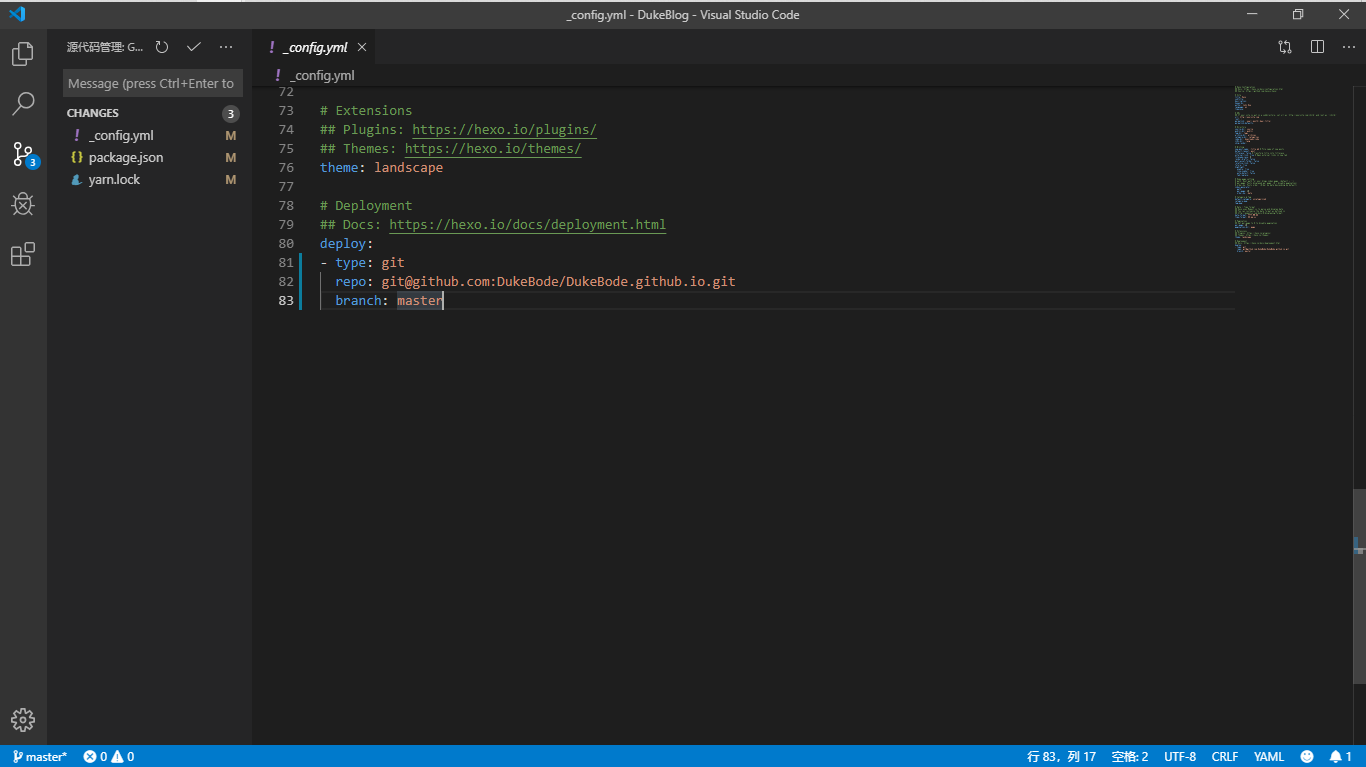 _config.yml - DukeBlog - Visual Studio Code
源代码管理: G...
Message (press Ctrl+Enter to
CHANGES 3
_config.yml M
package.json M
yarn.lock M
3
_config.yml
_config.yml
72
73 # Extensions
74 ## Plugins: https://hexo.io/plugins/
75 ## Themes: https://hexo.io/themes/
76 theme: landscape
77
78 # Deployment
79 ## Docs: https://hexo.io/docs/deployment.html
80 deploy:
81 - type: git
82 repo: git@github.com:DukeBode/DukeBode.github.io.git
83 branch: master
master* 0 0 行 83，列 17 空格: 2 UTF-8 CRLF YAML 1